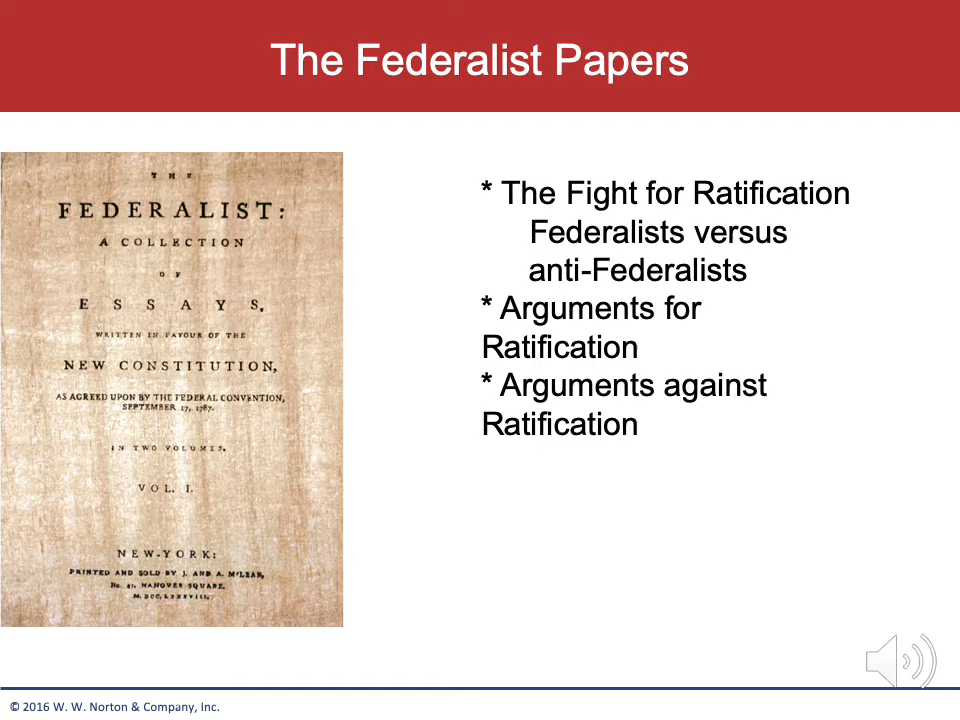 The Federalist Papers
THE
FEDERALIST:
A COLLECTION
OF
ESSAYS,
WRITTEN IN FAVOUR OF THE
NEW CONSTITUTION,
AS AGREED UPON BY THE FEDERAL CONVENTION,
SEPTEMBER 17, 1787.
IN TWO VOLUMES.
VOL. I.
NEW-YORK:
PRINTED AND SOLD BY J. AND A. M'LEAN,
No. 41, HANOVER-SQUARE.
M,DCC,LXXXVIII.
* The Fight for Ratification
Federalists versus
anti-Federalists
* Arguments for
Ratification
* Arguments against
Ratification
© 2016 W. W. Norton & Company, Inc.